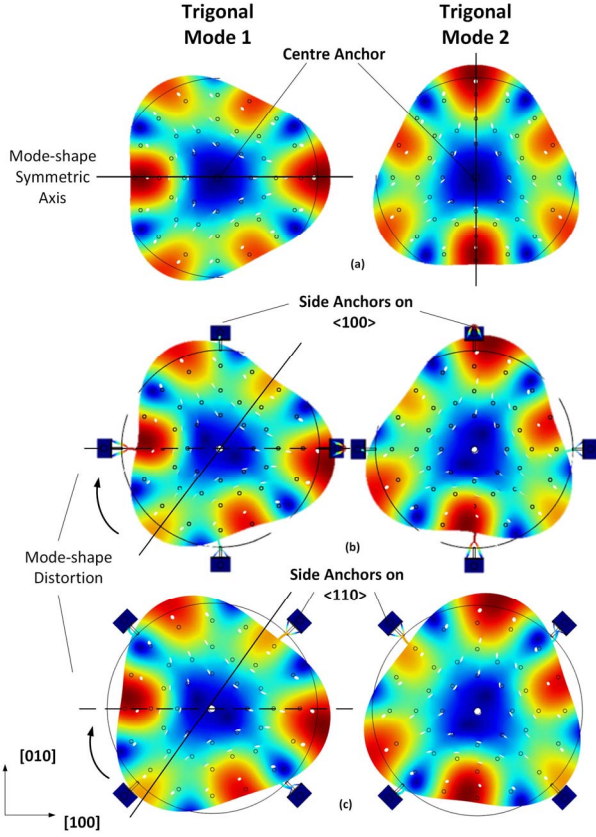 Trigonal
Mode 1
Trigonal
Mode 2
Centre Anchor
Mode-shape
Symmetric
Axis
(a)
Side Anchors on
<100>
(b)
Mode-shape
Distortion
Side Anchors on
<110>
[010]
[100]
(c)